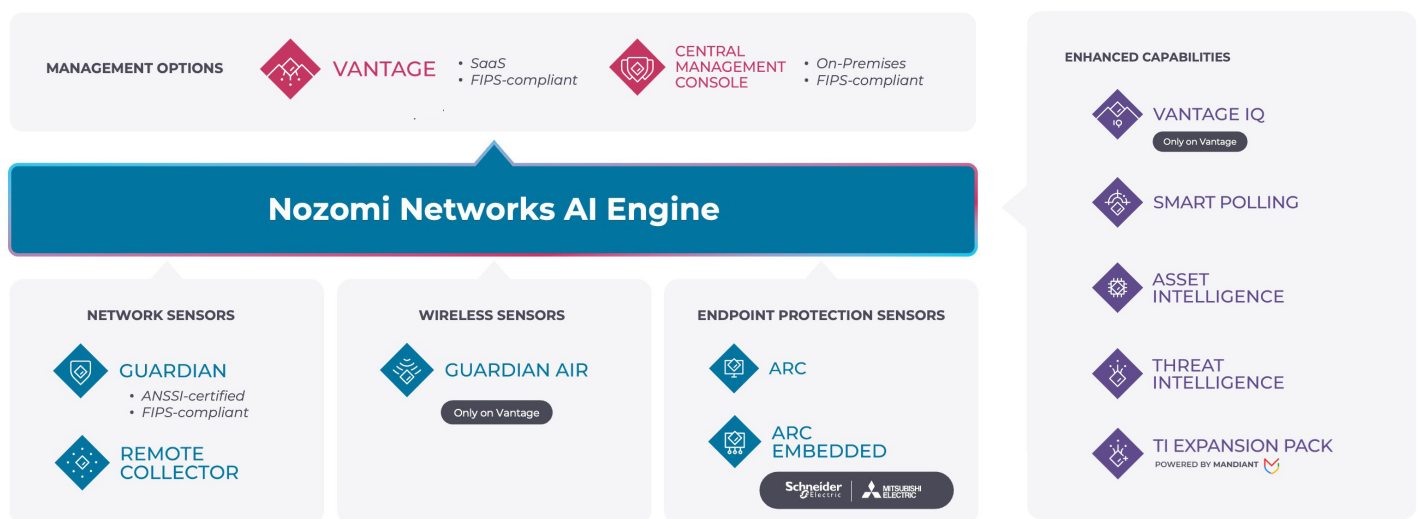 MANAGEMENT OPTIONS
VANTAGE
• SaaS
• FIPS-compliant
CENTRAL
MANAGEMENT
CONSOLE
• On-Premises
• FIPS-compliant
Nozomi Networks AI Engine
NETWORK SENSORS
GUARDIAN
• ANSSI-certified
• FIPS-compliant
REMOTE
COLLECTOR
WIRELESS SENSORS
GUARDIAN AIR
Only on Vantage
ENDPOINT PROTECTION SENSORS
ARC
ARC
EMBEDDED
Schneider
Electric
MITSUBISHI
ELECTRIC
ENHANCED CAPABILITIES
IQ
VANTAGE IQ
Only on Vantage
SMART POLLING
ASSET
INTELLIGENCE
THREAT
INTELLIGENCE
TI EXPANSION PACK
POWERED BY MANDIANT